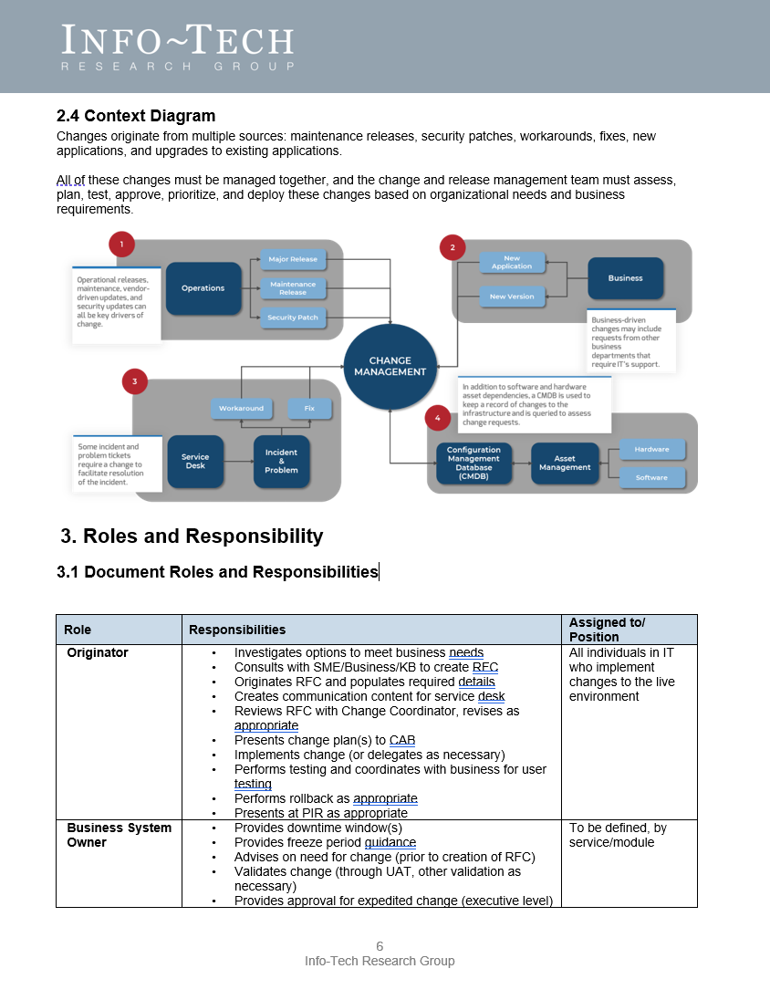 INFO~TECH
RESEARCH GROUP
2.4 Context Diagram
Changes originate from multiple sources: maintenance releases, security patches, workarounds, fixes, new
applications, and upgrades to existing applications.
All of these changes must be managed together, and the change and release management team must assess,
plan, test, approve, prioritize, and deploy these changes based on organizational needs and business
requirements.
1
Operational releases,
maintenance, vendor-
driven updates, and
security updates can
all be key drivers of
change.
Operations
Major Release
Maintenance
Release
Security Patch
2
New
Application
New Version
Business
Business-driven
changes may include
requests from other
business
departments that
require IT's support.
CHANGE
MANAGEMENT
3
Workaround
Fix
Some incident and
problem tickets
require a change to
facilitate resolution
of the incident.
Service
Desk
Incident
&
Problem
In addition to software and hardware
asset dependencies, a CMDB is used to
keep a record of changes to the
infrastructure and is queried to assess
change requests.
4
Configuration
Management
Database
(CMDB)
Asset
Management
Hardware
Software
3. Roles and Responsibility
3.1 Document Roles and Responsibilities
Role
Responsibilities
Assigned to/
Position
Originator
• Investigates options to meet business needs
• Consults with SME/Business/KB to create RFC
• Originates RFC and populates required details
• Creates communication content for service desk
• Reviews RFC with Change Coordinator, revises as
appropriate
• Presents change plan(s) to CAB
• Implements change (or delegates as necessary)
• Performs testing and coordinates with business for user
testing
• Performs rollback as appropriate
• Presents at PIR as appropriate
All individuals in IT
who implement
changes to the live
environment
Business System
Owner
• Provides downtime window(s)
• Provides freeze period guidance
• Advises on need for change (prior to creation of RFC)
• Validates change (through UAT, other validation as
necessary)
• Provides approval for expedited change (executive level)
To be defined, by
service/module
6
Info-Tech Research Group